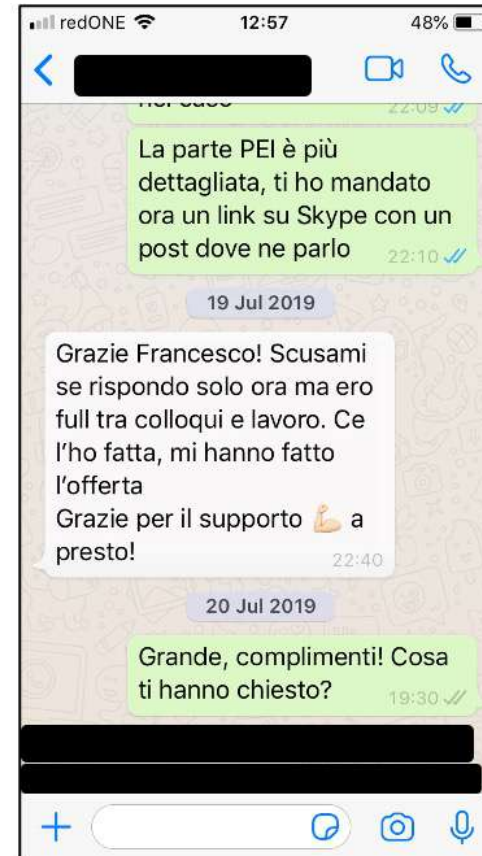 redONE 12:57 48%
22:09
La parte PEI è più
dettagliata, ti ho mandato
ora un link su Skype con un
post dove ne parlo 22:10
19 Jul 2019
Grazie Francesco! Scusami
se rispondo solo ora ma ero
full tra colloqui e lavoro. Ce
l'ho fatta, mi hanno fatto
l'offerta
Grazie per il supporto 💪🏻 a
presto! 22:40
20 Jul 2019
Grande, complimenti! Cosa
ti hanno chiesto? 19:30